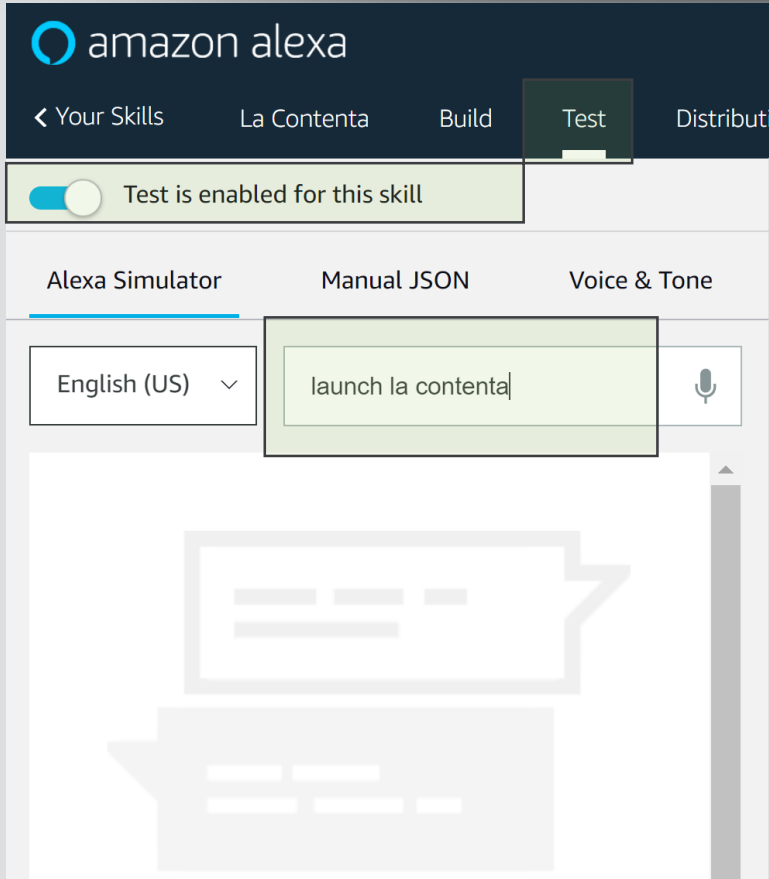 amazon alexa
Your Skills La Contenta Build Test Distributi
Test is enabled for this skill
Alexa Simulator Manual JSON Voice & Tone
English (US) launch la contenta